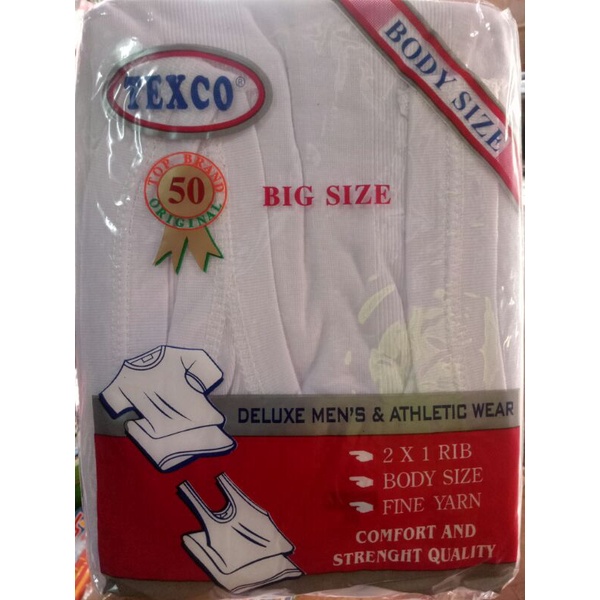 TEXCO®
BODY SIZE
TOP BRAND
50
ORIGINAL
BIG SIZE
DELUXE MEN'S & ATHLETIC WEAR
2 X 1 RIB
BODY SIZE
FINE YARN
COMFORT AND
STRENGHT QUALITY